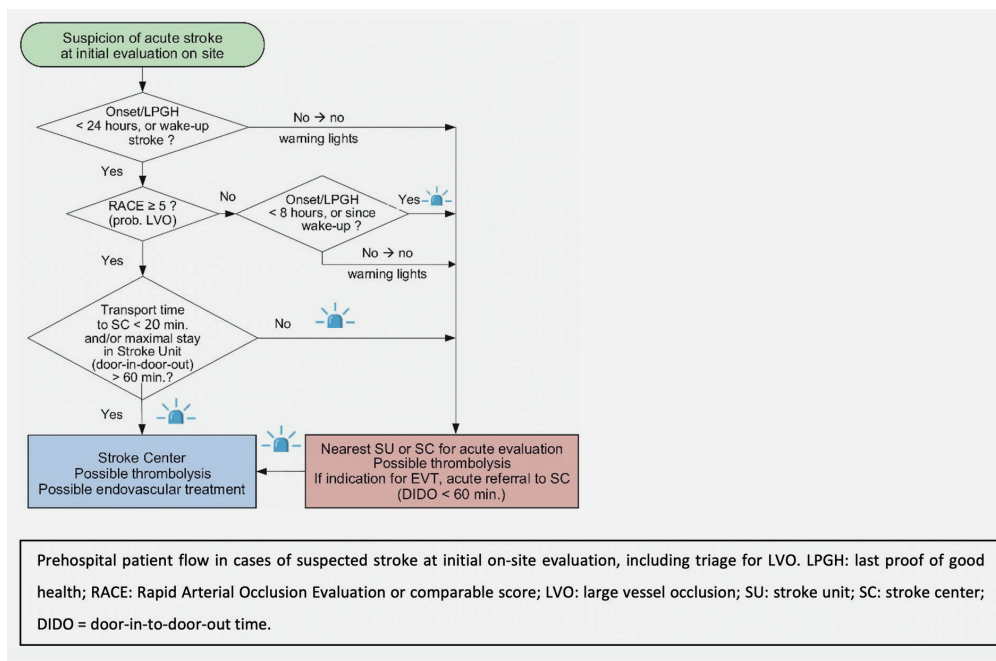 Suspicion of acute stroke
at initial evaluation on site
Onset/LPGH
< 24 hours, or wake-up
stroke ?
No → no
warning lights
Yes
RACE ≥ 5 ?
(prob. LVO)
No
Onset/LPGH
< 8 hours, or since
wake-up ?
Yes
No → no
warning lights
Yes
Transport time
to SC < 20 min.
and/or maximal stay
in Stroke Unit
(door-in-door-out)
> 60 min.?
No
Yes
Stroke Center
Possible thrombolysis
Possible endovascular treatment
Nearest SU or SC for acute evaluation
Possible thrombolysis
If indication for EVT, acute referral to SC
(DIDO < 60 min.)
Prehospital patient flow in cases of suspected stroke at initial on-site evaluation, including triage for LVO. LPGH: last proof of good
health; RACE: Rapid Arterial Occlusion Evaluation or comparable score; LVO: large vessel occlusion; SU: stroke unit; SC: stroke center;
DIDO = door-in-to-door-out time.